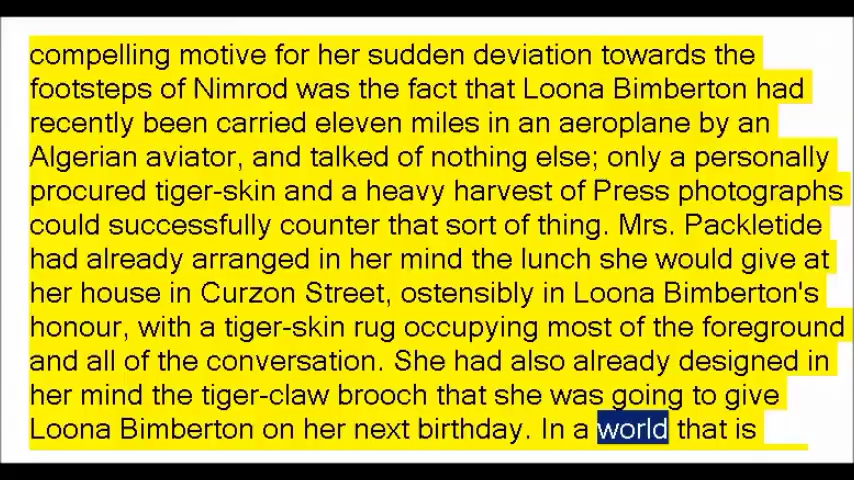 compelling motive for her sudden deviation towards the
footsteps of Nimrod was the fact that Loona Bimberton had
recently been carried eleven miles in an aeroplane by an
Algerian aviator, and talked of nothing else; only a personally
procured tiger-skin and a heavy harvest of Press photographs
could successfully counter that sort of thing. Mrs. Packletide
had already arranged in her mind the lunch she would give at
her house in Curzon Street, ostensibly in Loona Bimberton's
honour, with a tiger-skin rug occupying most of the foreground
and all of the conversation. She had also already designed in
her mind the tiger-claw brooch that she was going to give
Loona Bimberton on her next birthday. In a world that is